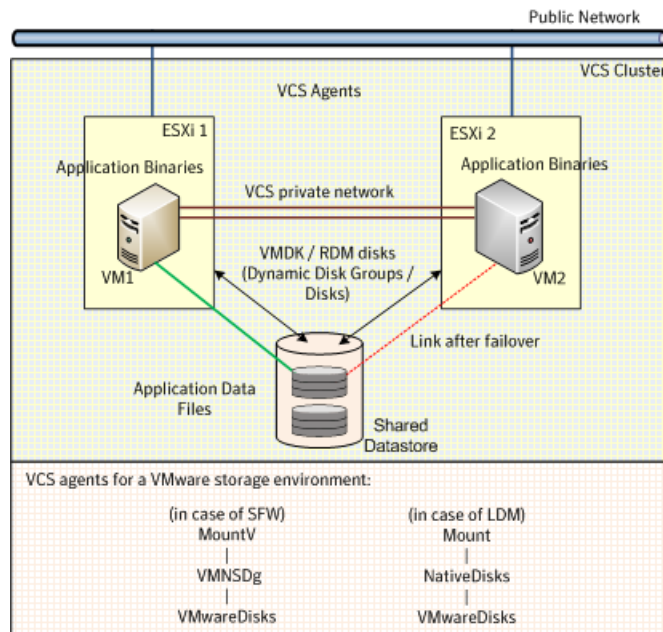 Public Network
VCS Cluster
VCS Agents
ESXi 1
ESXi 2
Application Binaries
Application Binaries
VCS private network
VMDK / RDM disks
(Dynamic Disk Groups /
Disks)
VM1
VM2
Link after failover
Application Data
Files
Shared
Datastore
VCS agents for a VMware storage environment:
(in case of SFW)
MountV
|
VMNSDg
|
VMwareDisks
(in case of LDM)
Mount
|
NativeDisks
|
VMwareDisks